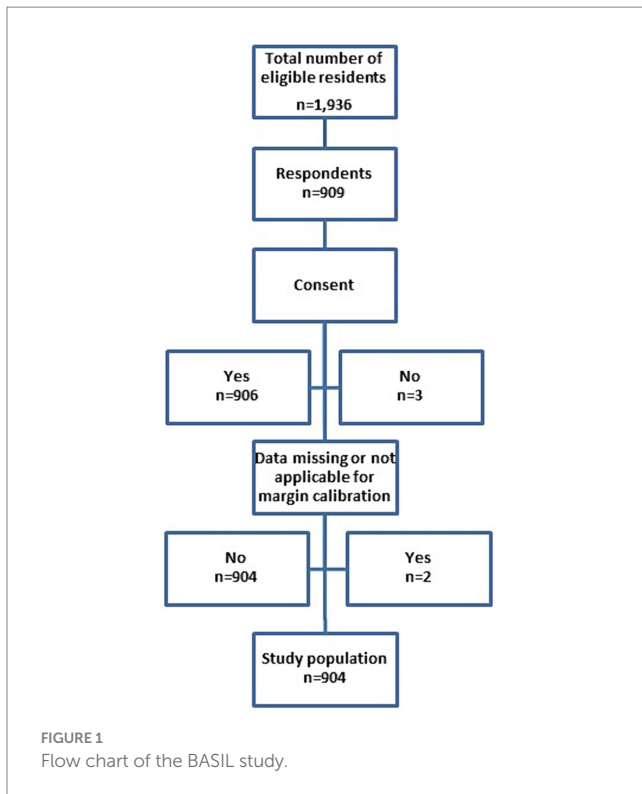 Total number of
eligible residents
n=1,936
Respondents
n=909
Consent
Yes
n=906
No
n=3
Data missing or not
applicable for
margin calibration
No
n=904
Yes
n=2
Study population
n=904
FIGURE 1
Flow chart of the BASIL study.